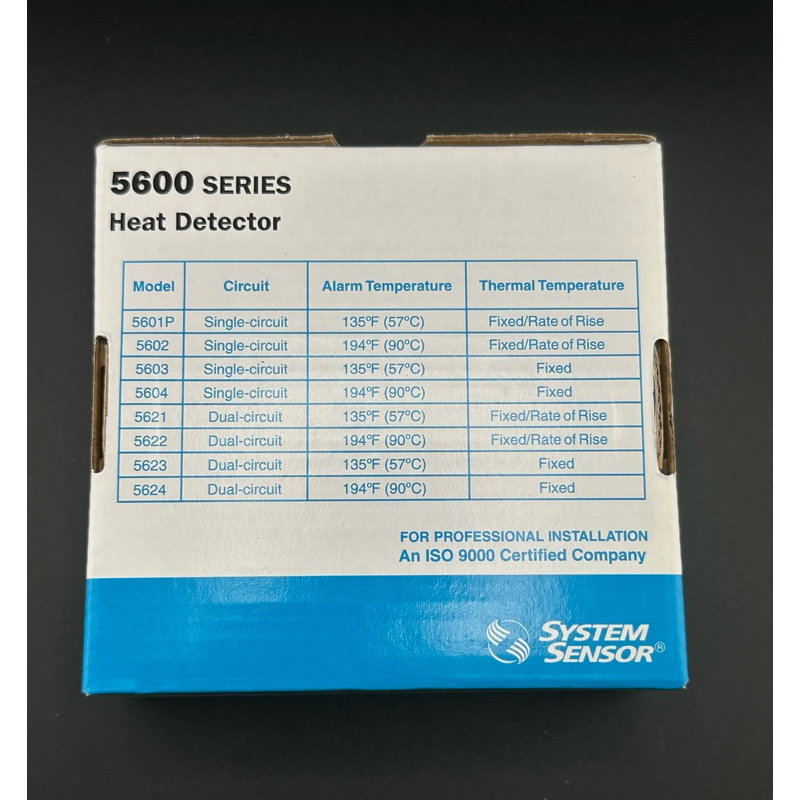 5600 SERIES
Heat Detector
Model Circuit Alarm Temperature Thermal Temperature
5601P Single-circuit 135ºF (57ºC) Fixed/Rate of Rise
5602 Single-circuit 194ºF (90ºC) Fixed/Rate of Rise
5603 Single-circuit 135ºF (57ºC) Fixed
5604 Single-circuit 194ºF (90ºC) Fixed
5621 Dual-circuit 135ºF (57ºC) Fixed/Rate of Rise
5622 Dual-circuit 194ºF (90ºC) Fixed/Rate of Rise
5623 Dual-circuit 135ºF (57ºC) Fixed
5624 Dual-circuit 194ºF (90ºC) Fixed
FOR PROFESSIONAL INSTALLATION
An ISO 9000 Certified Company
SYSTEM
SENSOR®